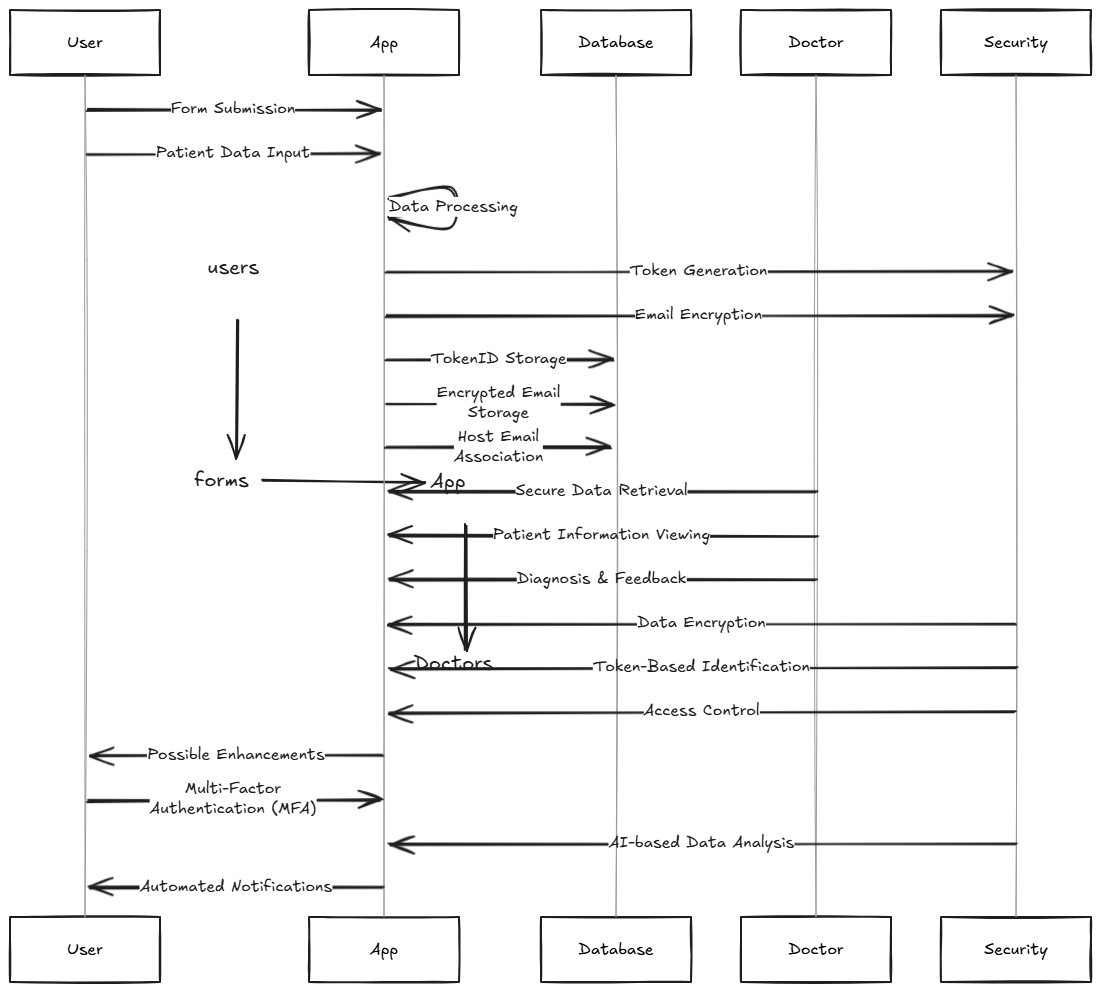 User
App
Database
Doctor
Security
Form Submission
Patient Data Input
Data Processing
users
Token Generation
Email Encryption
TokenID Storage
Encrypted Email
Storage
Host Email
Association
forms
App
Secure Data Retrieval
Patient Information Viewing
Diagnosis & Feedback
Data Encryption
Doctors
Token-Based Identification
Access Control
Possible Enhancements
Multi-Factor
Authentication (MFA)
AI-based Data Analysis
Automated Notifications
User
App
Database
Doctor
Security